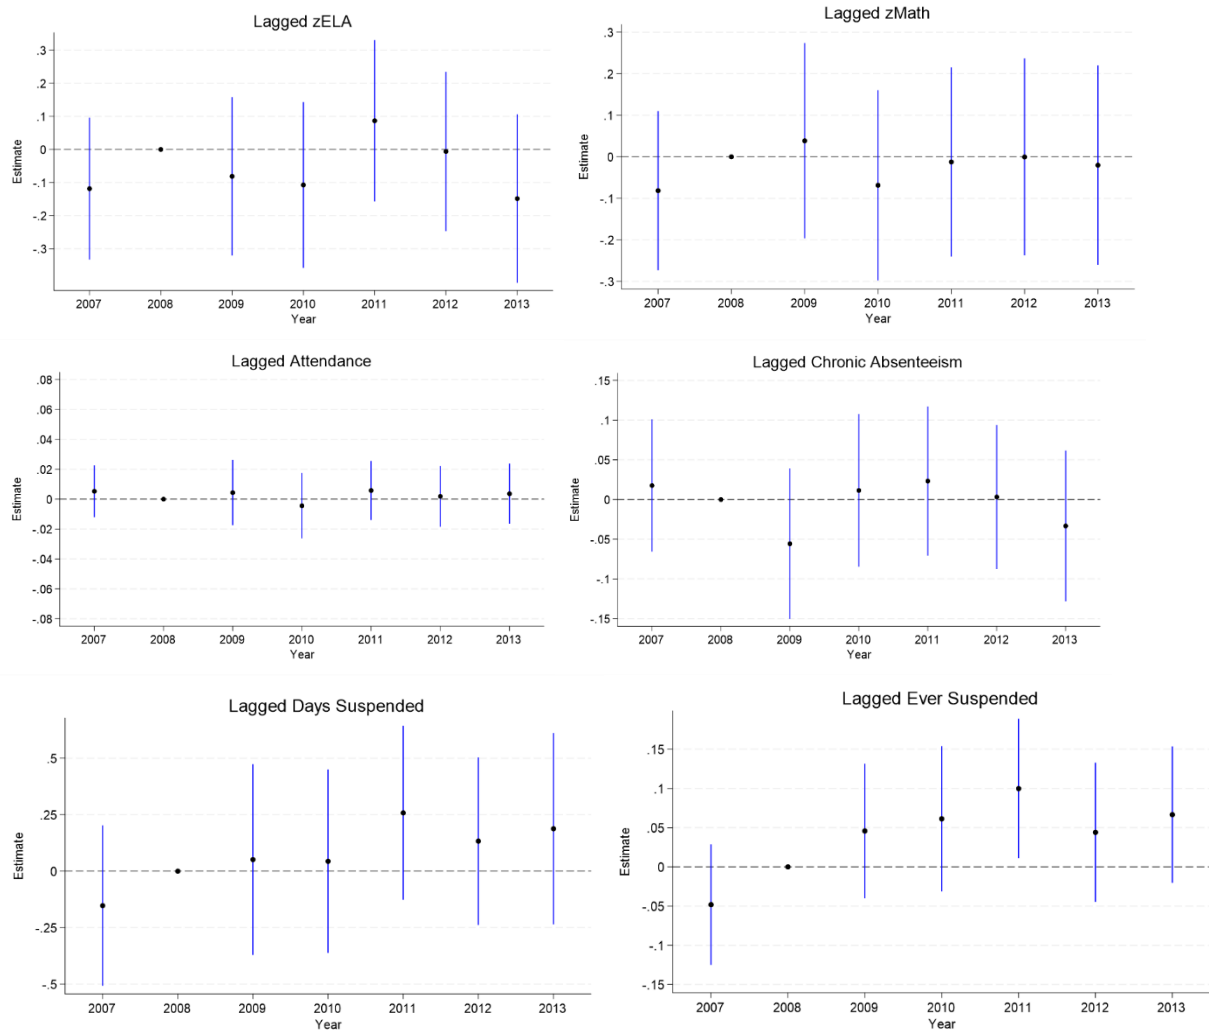 Lagged zELA
Estimate
.3
.2
.1
0
-.1
-.2
-.3
2007 2008 2009 2010 2011 2012 2013
Year
Lagged zMath
Estimate
.3
.2
.1
0
-.1
-.2
-.3
2007 2008 2009 2010 2011 2012 2013
Year
Lagged Attendance
Estimate
.08
.06
.04
.02
0
-.02
-.04
-.06
-.08
2007 2008 2009 2010 2011 2012 2013
Year
Lagged Chronic Absenteeism
Estimate
.15
.1
.05
0
-.05
-.1
-.15
2007 2008 2009 2010 2011 2012 2013
Year
Lagged Days Suspended
Estimate
.5
.25
0
-.25
-.5
2007 2008 2009 2010 2011 2012 2013
Year
Lagged Ever Suspended
Estimate
.15
.1
.05
0
-.05
-.1
-.15
2007 2008 2009 2010 2011 2012 2013
Year